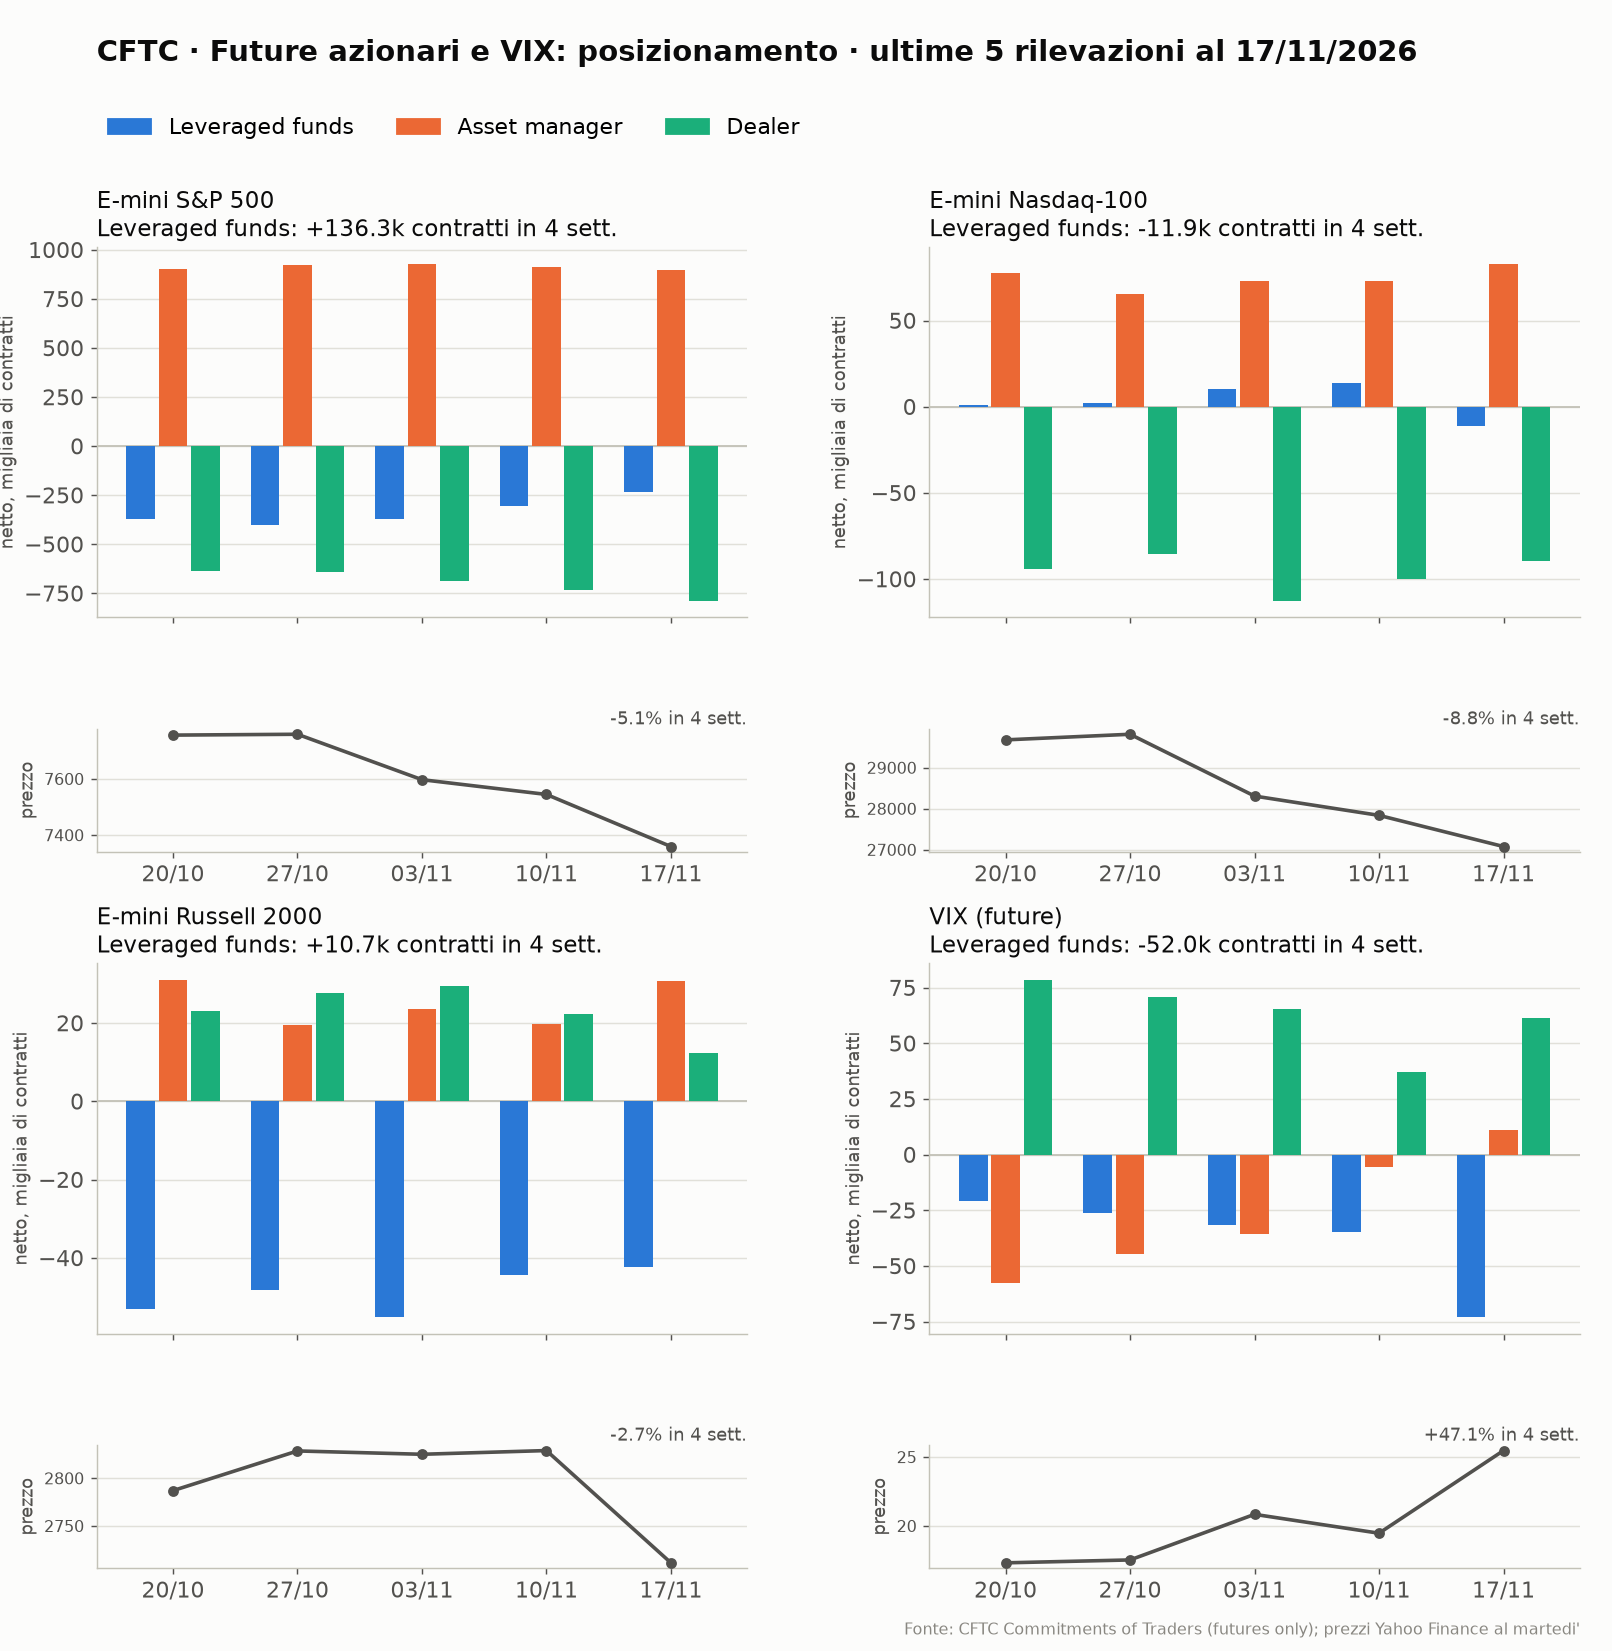 CFTC · Future azionari e VIX: posizionamento · ultime 5 rilevazioni al 17/11/2026
Leveraged funds
Asset manager
Dealer
E-mini S&P 500
Leveraged funds: +136.3k contratti in 4 sett.
netto, migliaia di contratti
1000
750
500
250
0
−250
−500
−750
-5.1% in 4 sett.
prezzo
7600
7400
20/10 27/10 03/11 10/11 17/11
E-mini Nasdaq-100
Leveraged funds: -11.9k contratti in 4 sett.
netto, migliaia di contratti
50
0
−50
−100
-8.8% in 4 sett.
prezzo
29000
28000
27000
20/10 27/10 03/11 10/11 17/11
E-mini Russell 2000
Leveraged funds: +10.7k contratti in 4 sett.
netto, migliaia di contratti
20
0
−20
−40
-2.7% in 4 sett.
prezzo
2800
2750
20/10 27/10 03/11 10/11 17/11
VIX (future)
Leveraged funds: -52.0k contratti in 4 sett.
netto, migliaia di contratti
75
50
25
0
−25
−50
−75
+47.1% in 4 sett.
prezzo
25
20
20/10 27/10 03/11 10/11 17/11
Fonte: CFTC Commitments of Traders (futures only); prezzi Yahoo Finance al martedi'